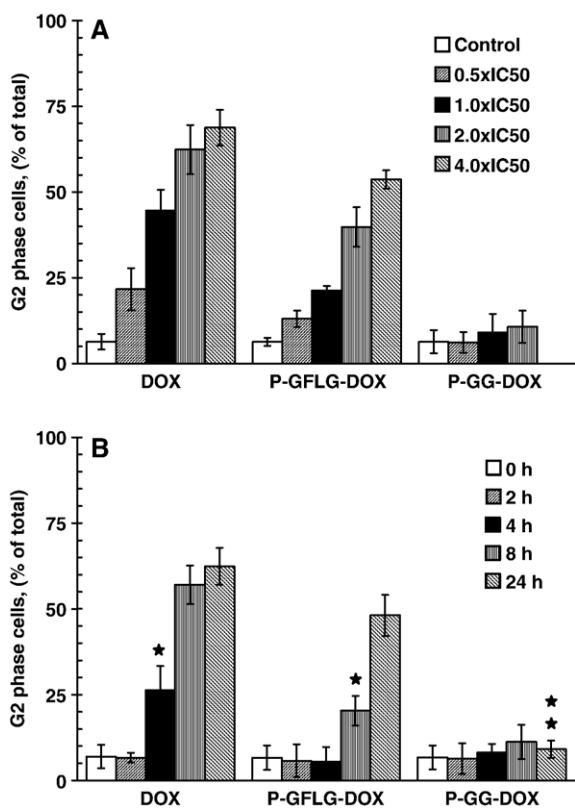 A
G2 phase cells, (% of total)
100
75
50
25
0
Control
0.5xIC50
1.0xIC50
2.0xIC50
4.0xIC50
DOX
P-GFLG-DOX
P-GG-DOX
B
G2 phase cells, (% of total)
100
75
50
25
0
0 h
2 h
4 h
8 h
24 h
DOX
P-GFLG-DOX
P-GG-DOX